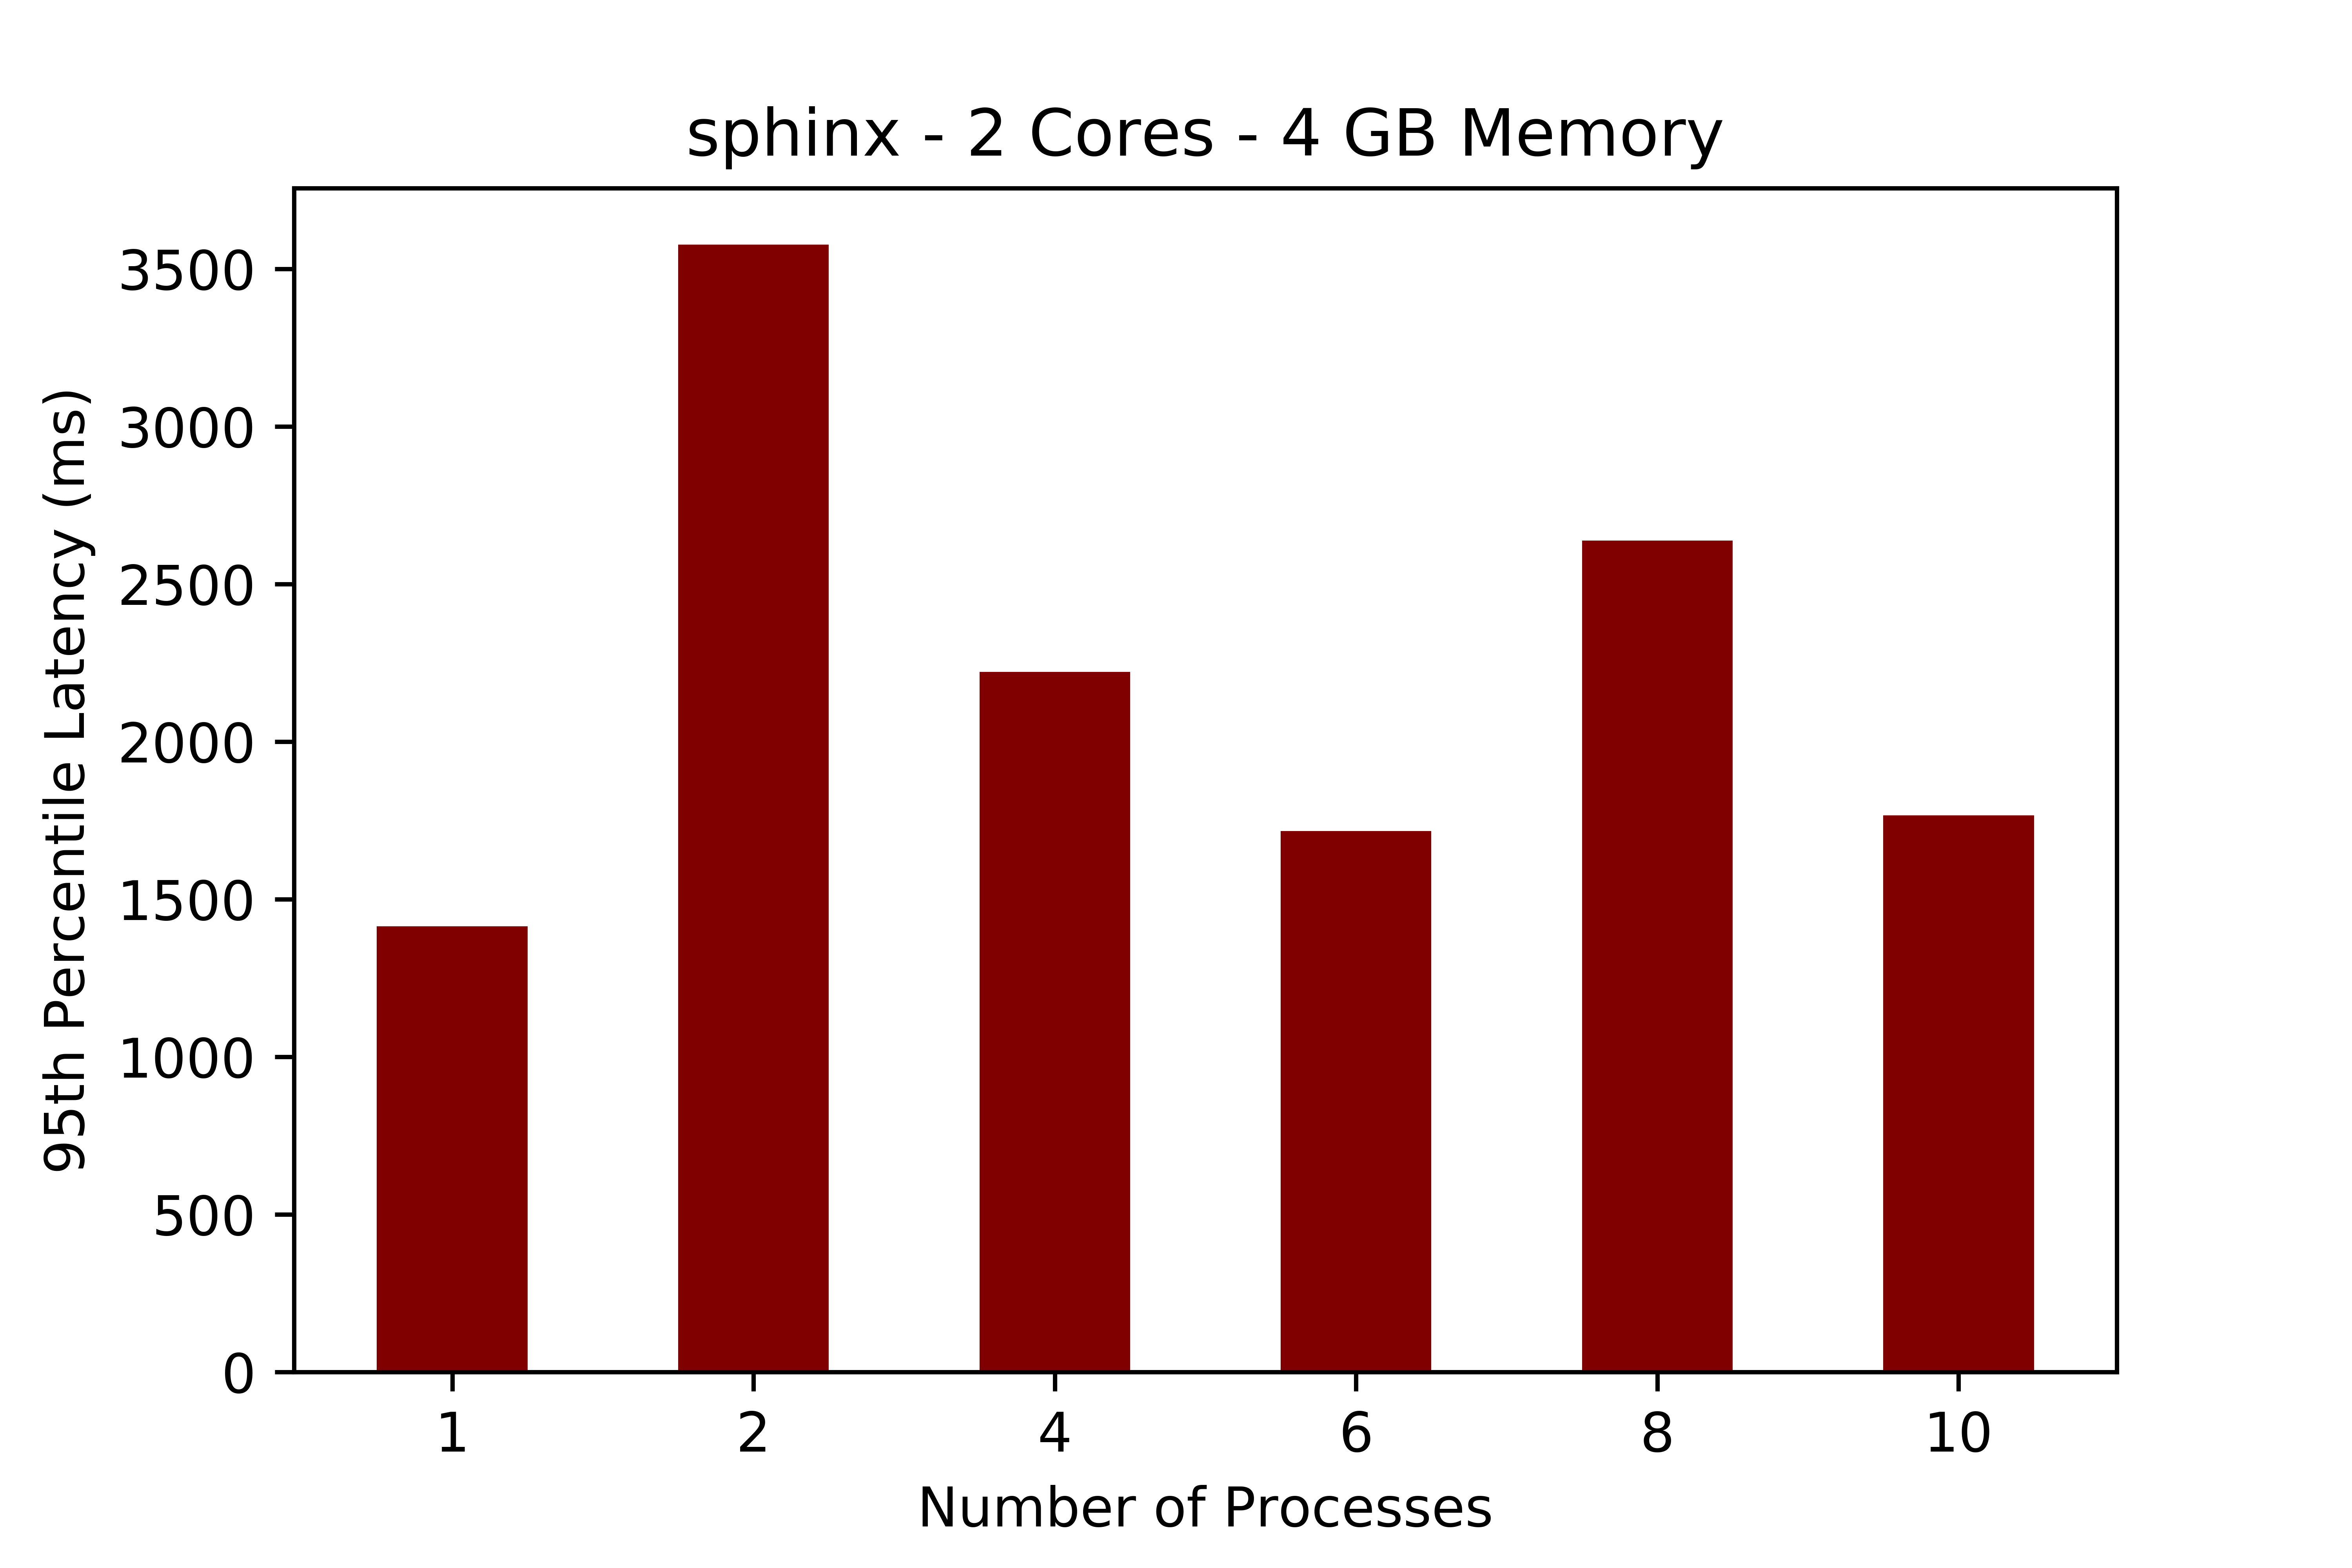 sphinx - 2 Cores - 4 GB Memory
95th Percentile Latency (ms)
3500
3000
2500
2000
1500
1000
500
0
1 2 4 6 8 10
Number of Processes